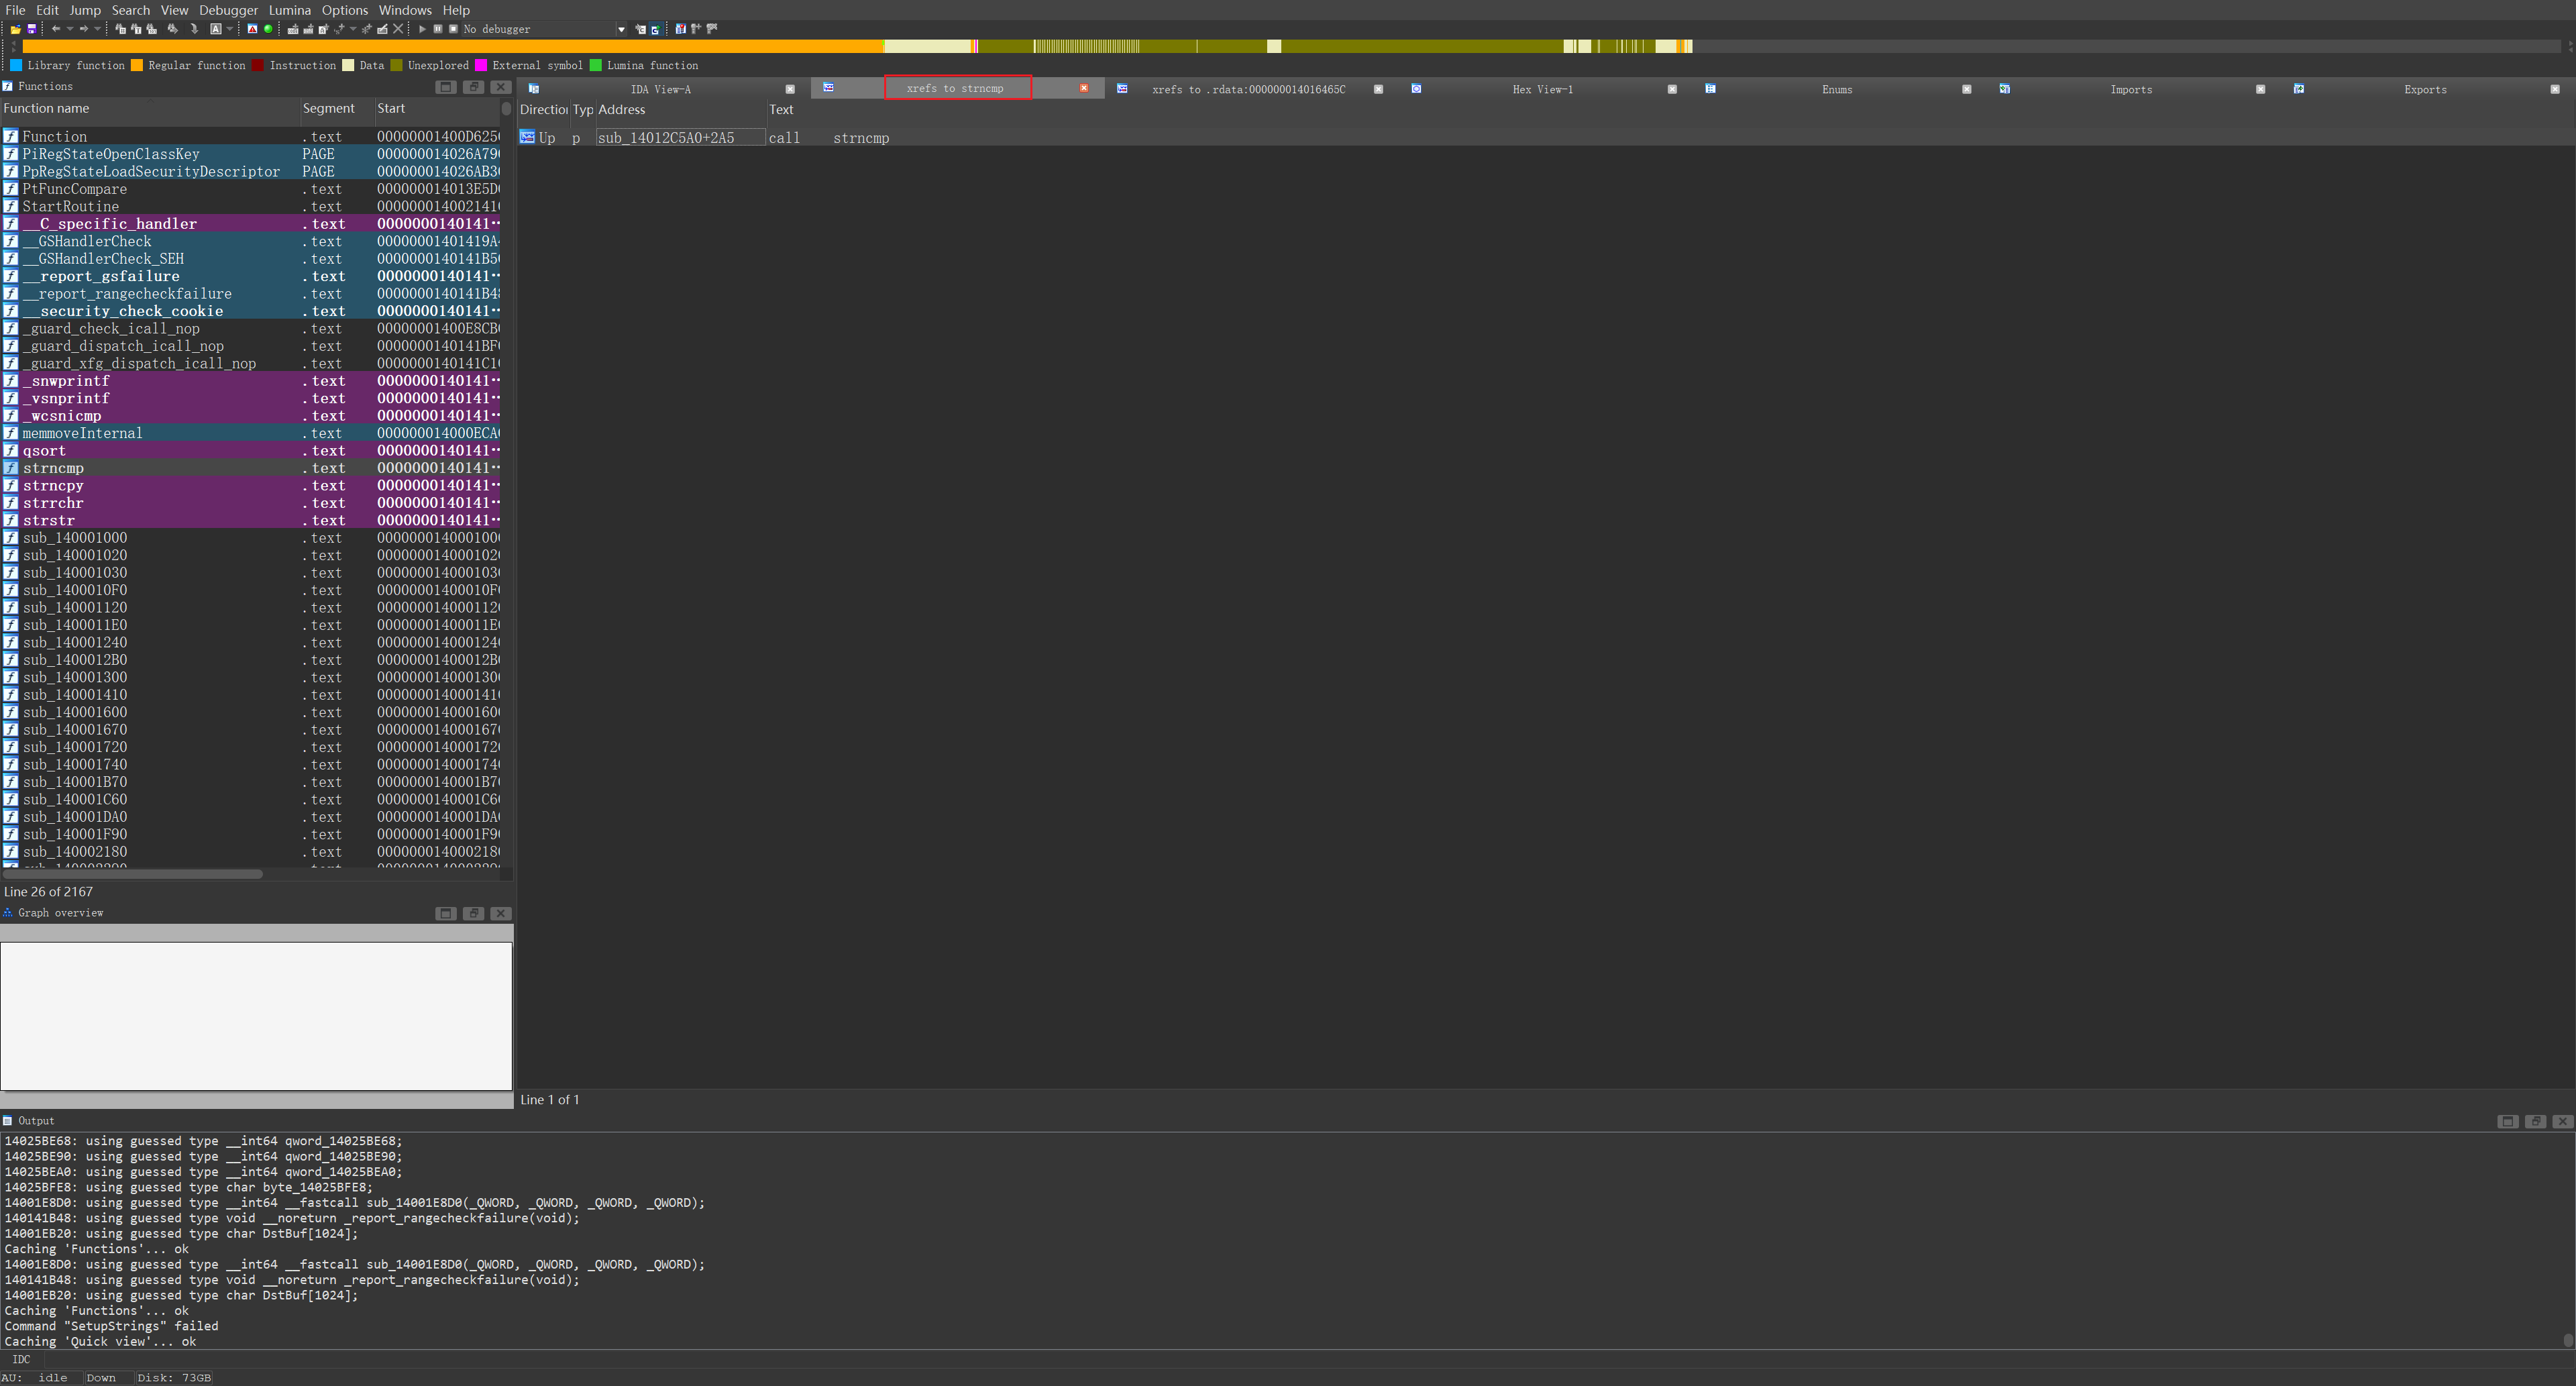 File Edit Jump Search View Debugger Lumina Options Windows Help
No debugger
Library function Regular function Instruction Data Unexplored External symbol Lumina function
Functions
Function name Segment Start
Function .text 00000001400D625
PiRegStateOpenClassKey PAGE 000000014026A79
PpRegStateLoadSecurityDescriptor PAGE 000000014026AB3
PtFuncCompare .text 000000014013E5D
StartRoutine .text 000000014002141
__C_specific_handler .text 0000000140141…
__GSHandlerCheck .text 00000001401419A
__GSHandlerCheck_SEH .text 0000000140141B5
__report_gsfailure .text 0000000140141…
__report_rangecheckfailure .text 0000000140141B4
__security_check_cookie .text 0000000140141…
_guard_check_icall_nop .text 00000001400E8CB
_guard_dispatch_icall_nop .text 0000000140141BF
_guard_xfg_dispatch_icall_nop .text 0000000140141C1
_snwprintf .text 0000000140141…
_vsnprintf .text 0000000140141…
_wcsnicmp .text 0000000140141…
memmoveInternal .text 000000014000ECA
qsort .text 0000000140141…
strncmp .text 0000000140141…
strncpy .text 0000000140141…
strrchr .text 0000000140141…
strstr .text 0000000140141…
sub_140001000 .text 000000014000100
sub_140001020 .text 000000014000102
sub_140001030 .text 000000014000103
sub_1400010F0 .text 00000001400010F
sub_140001120 .text 000000014000112
sub_1400011E0 .text 00000001400011E
sub_140001240 .text 000000014000124
sub_1400012B0 .text 00000001400012B
sub_140001300 .text 000000014000130
sub_140001410 .text 000000014000141
sub_140001600 .text 000000014000160
sub_140001670 .text 000000014000167
sub_140001720 .text 000000014000172
sub_140001740 .text 000000014000174
sub_140001B70 .text 0000000140001B7
sub_140001C60 .text 0000000140001C6
sub_140001DA0 .text 0000000140001DA
sub_140001F90 .text 0000000140001F9
sub_140002180 .text 000000014000218
Line 26 of 2167
Graph overview
IDA View-A xrefs to strncmp xrefs to .rdata:000000014016465C Hex View-1 Enums Imports Exports
Directio Typ Address Text
Up p sub_14012C5A0+2A5 call strncmp
Line 1 of 1
Output
14025BE68: using guessed type __int64 qword_14025BE68;
14025BE90: using guessed type __int64 qword_14025BE90;
14025BEA0: using guessed type __int64 qword_14025BEA0;
14025BFE8: using guessed type char byte_14025BFE8;
14001E8D0: using guessed type __int64 __fastcall sub_14001E8D0(_QWORD, _QWORD, _QWORD, _QWORD);
140141B48: using guessed type void __noreturn _report_rangecheckfailure(void);
14001EB20: using guessed type char DstBuf[1024];
Caching 'Functions'... ok
14001E8D0: using guessed type __int64 __fastcall sub_14001E8D0(_QWORD, _QWORD, _QWORD, _QWORD);
140141B48: using guessed type void __noreturn _report_rangecheckfailure(void);
14001EB20: using guessed type char DstBuf[1024];
Caching 'Functions'... ok
Command "SetupStrings" failed
Caching 'Quick view'... ok
IDC
AU: idle Down Disk: 73GB